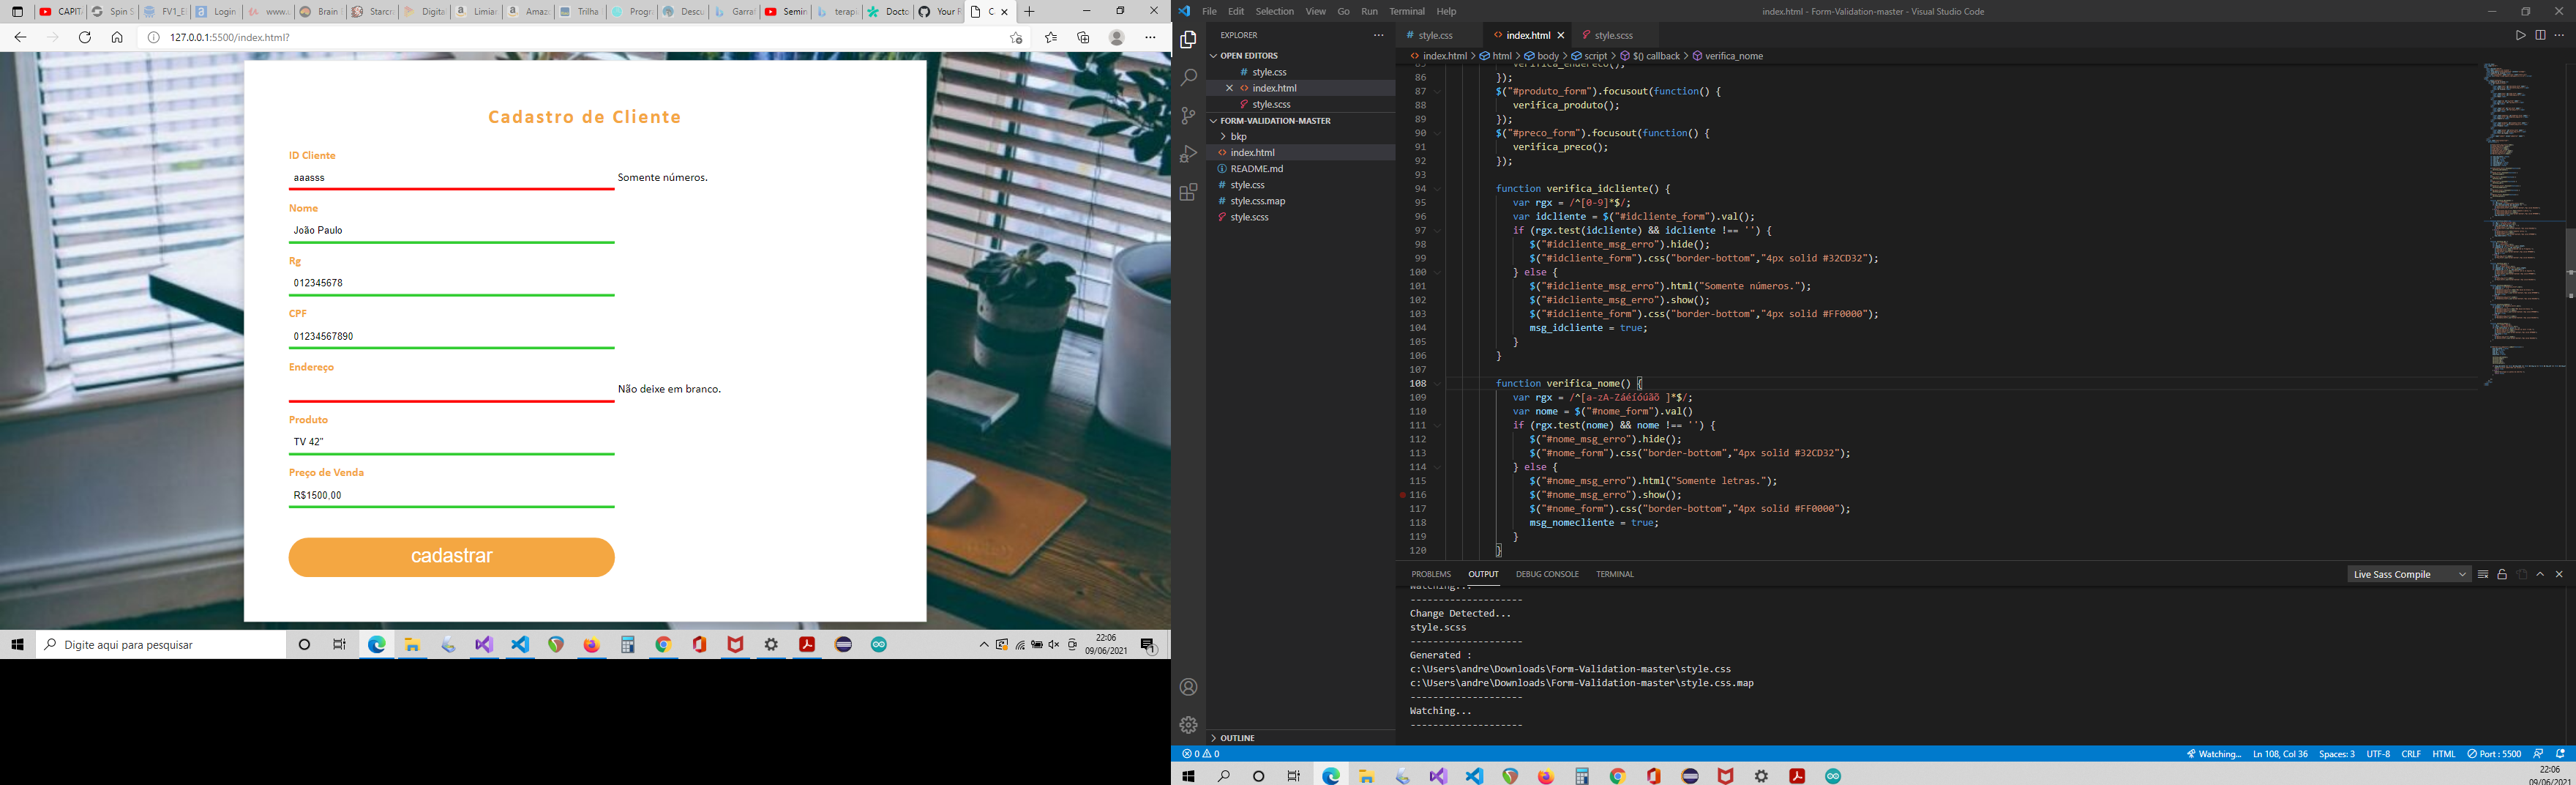 CAPIT
Spin S
FV1_E
Login
www.
Brain
Starcr
Digita
Limia
Amaz
Trilha
Progr
Descu
Garra
Semin
terapi
Docto
Your R
C
127.0.0.1:5500/index.html?
Cadastro de Cliente
ID Cliente
aaasss Somente números.
Nome
João Paulo
Rg
012345678
CPF
01234567890
Endereço
Não deixe em branco.
Produto
TV 42"
Preço de Venda
R$1500,00
cadastrar
Digite aqui para pesquisar
22:06
09/06/2021
File Edit Selection View Go Run Terminal Help
index.html - Form-Validation-master - Visual Studio Code
EXPLORER
OPEN EDITORS
style.css
index.html
style.scss
FORM-VALIDATION-MASTER
bkp
index.html
README.md
style.css
style.css.map
style.scss
OUTLINE
style.css index.html style.scss
index.html > html > body > script > $() callback > verifica_nome
85 verifica_endereco();
86 });
87 $("#produto_form").focusout(function() {
88 verifica_produto();
89 });
90 $("#preco_form").focusout(function() {
91 verifica_preco();
92 });
93
94 function verifica_idcliente() {
95 var rgx = /^[0-9]*$/;
96 var idcliente = $("#idcliente_form").val();
97 if (rgx.test(idcliente) && idcliente !== '') {
98 $("#idcliente_msg_erro").hide();
99 $("#idcliente_form").css("border-bottom","4px solid #32CD32");
100 } else {
101 $("#idcliente_msg_erro").html("Somente números.");
102 $("#idcliente_msg_erro").show();
103 $("#idcliente_form").css("border-bottom","4px solid #FF0000");
104 msg_idcliente = true;
105 }
106 }
107
108 function verifica_nome() {
109 var rgx = /^[a-zA-Záéíóúãõ ]*$/;
110 var nome = $("#nome_form").val()
111 if (rgx.test(nome) && nome !== '') {
112 $("#nome_msg_erro").hide();
113 $("#nome_form").css("border-bottom","4px solid #32CD32");
114 } else {
115 $("#nome_msg_erro").html("Somente letras.");
116 $("#nome_msg_erro").show();
117 $("#nome_form").css("border-bottom","4px solid #FF0000");
118 msg_nomecliente = true;
119 }
120 }
PROBLEMS OUTPUT DEBUG CONSOLE TERMINAL
Live Sass Compile
Watching...
--------------------
Change Detected...
style.scss
--------------------
Generated :
c:\Users\andre\Downloads\Form-Validation-master\style.css
c:\Users\andre\Downloads\Form-Validation-master\style.css.map
--------------------
Watching...
--------------------
0 0
Watching... Ln 108, Col 36 Spaces: 3 UTF-8 CRLF HTML Port : 5500
22:06
09/06/2021